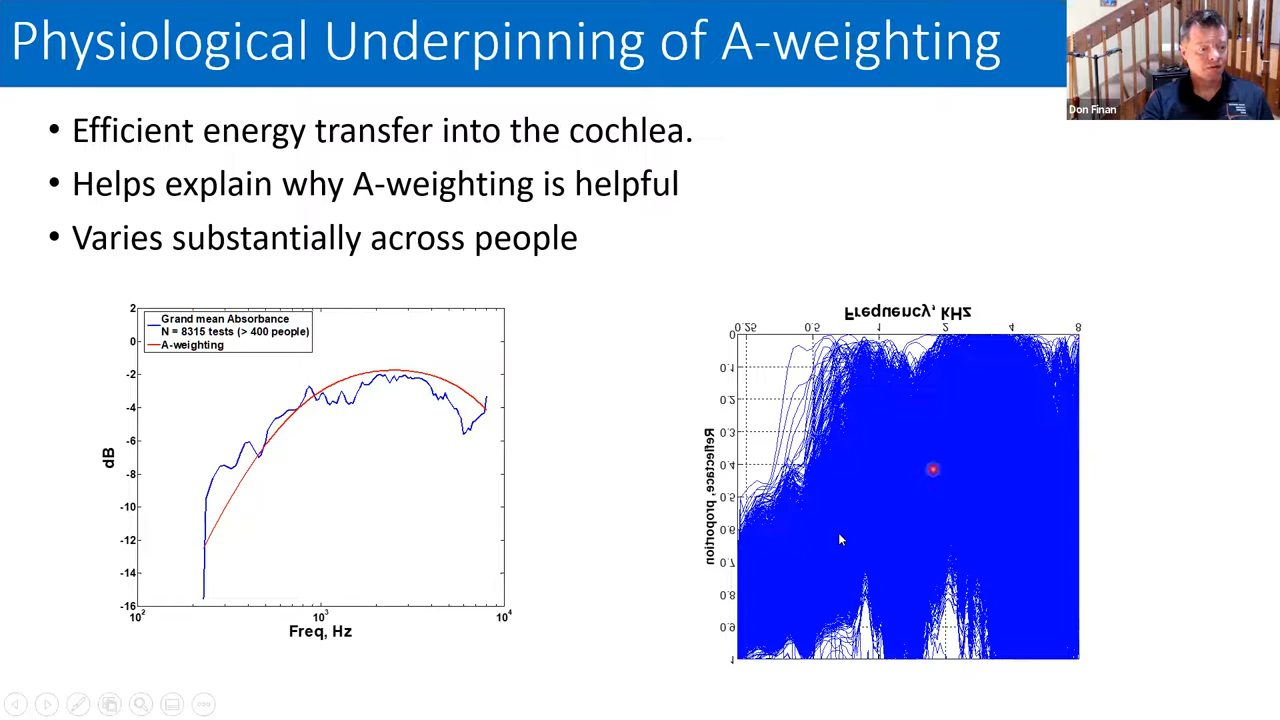 Physiological Underpinning of A-weighting
Don Finan
• Efficient energy transfer into the cochlea.
• Helps explain why A-weighting is helpful
• Varies substantially across people
2
0
-2
-4
-6
-8
-10
-12
-14
-16
dB
Grand mean Absorbance
N = 8315 tests (> 400 people)
A-weighting
10²
10³
10⁴
Freq, Hz
Frequency, kHz
0.25
0.5
1
2
4
8
0
0.1
0.2
0.3
0.4
0.5
0.6
0.7
0.8
0.9
1
Reflectace, proportion